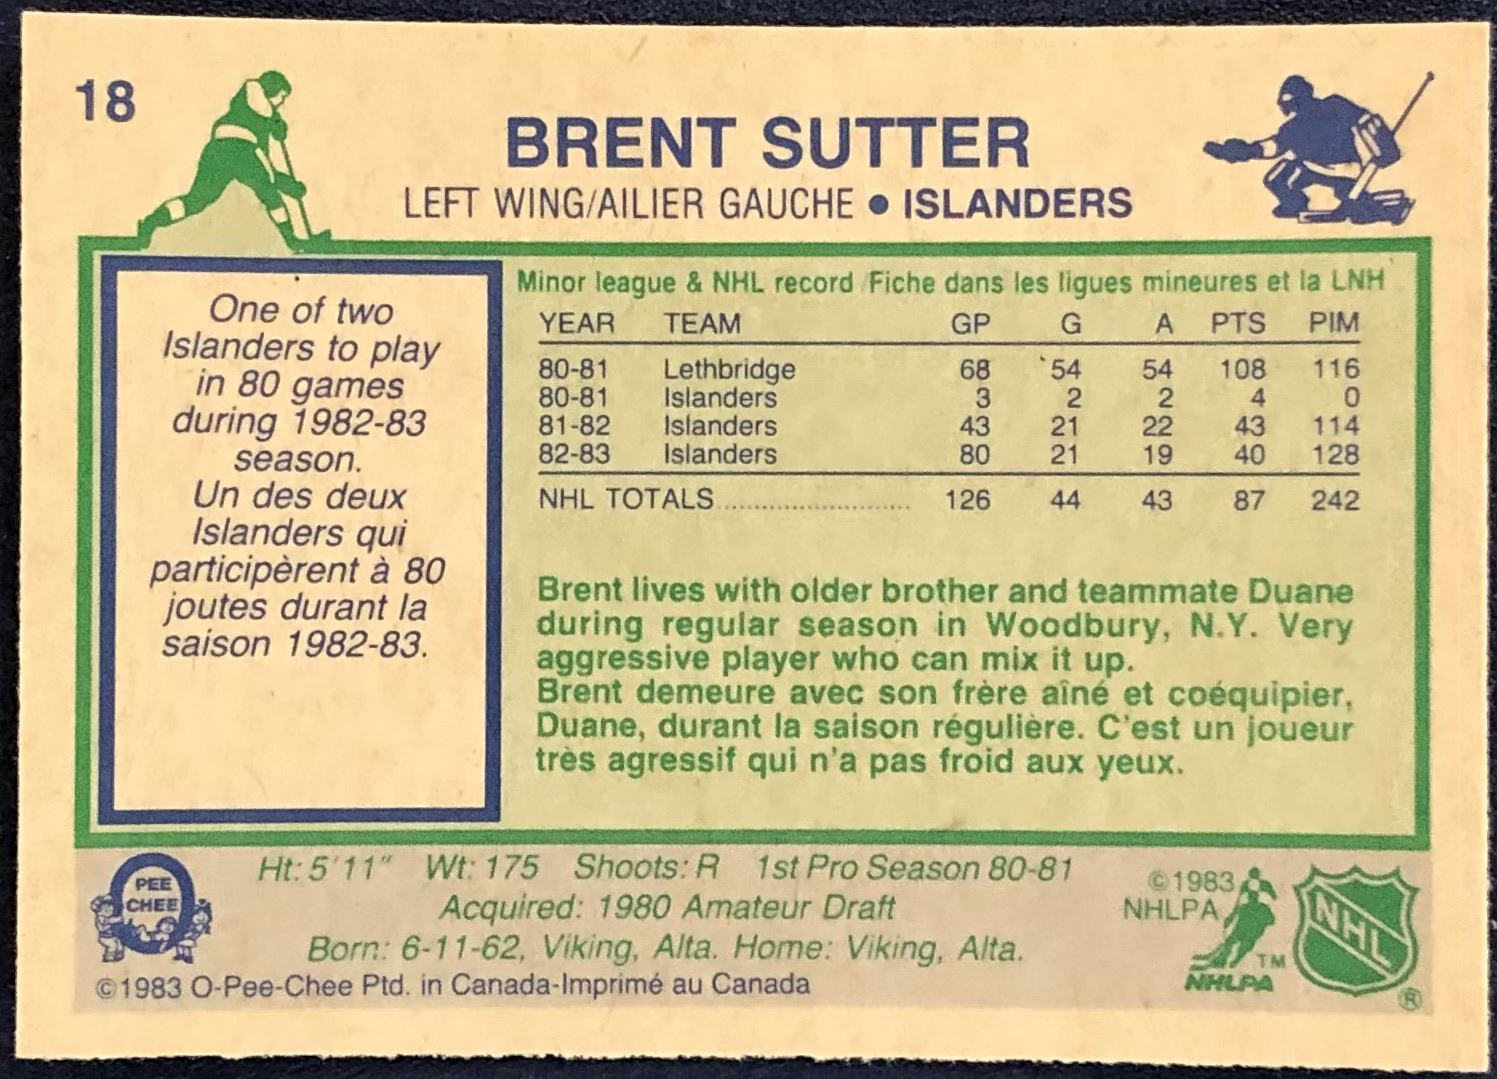 18
BRENT SUTTER
LEFT WING/AILIER GAUCHE • ISLANDERS
One of two
Islanders to play
in 80 games
during 1982-83
season.
Un des deux
Islanders qui
participèrent à 80
joutes durant la
saison 1982-83.
Minor league & NHL record Fiche dans les ligues mineures et la LNH
YEAR TEAM GP G A PTS PIM
80-81 Lethbridge 68 54 54 108 116
80-81 Islanders 3 2 2 4 0
81-82 Islanders 43 21 22 43 114
82-83 Islanders 80 21 19 40 128
NHL TOTALS.......................... 126 44 43 87 242
Brent lives with older brother and teammate Duane
during regular season in Woodbury, N.Y. Very
aggressive player who can mix it up.
Brent demeure avec son frère aîné et coéquipier,
Duane, durant la saison régulière. C'est un joueur
très agressif qui n'a pas froid aux yeux.
PEE
CHEE
Ht: 5'11" Wt: 175 Shoots: R 1st Pro Season 80-81
Acquired: 1980 Amateur Draft
Born: 6-11-62, Viking, Alta. Home: Viking, Alta.
©1983 O-Pee-Chee Ptd. in Canada-Imprimé au Canada
©1983
NHLPA
TM
NHLPA
NHL
®